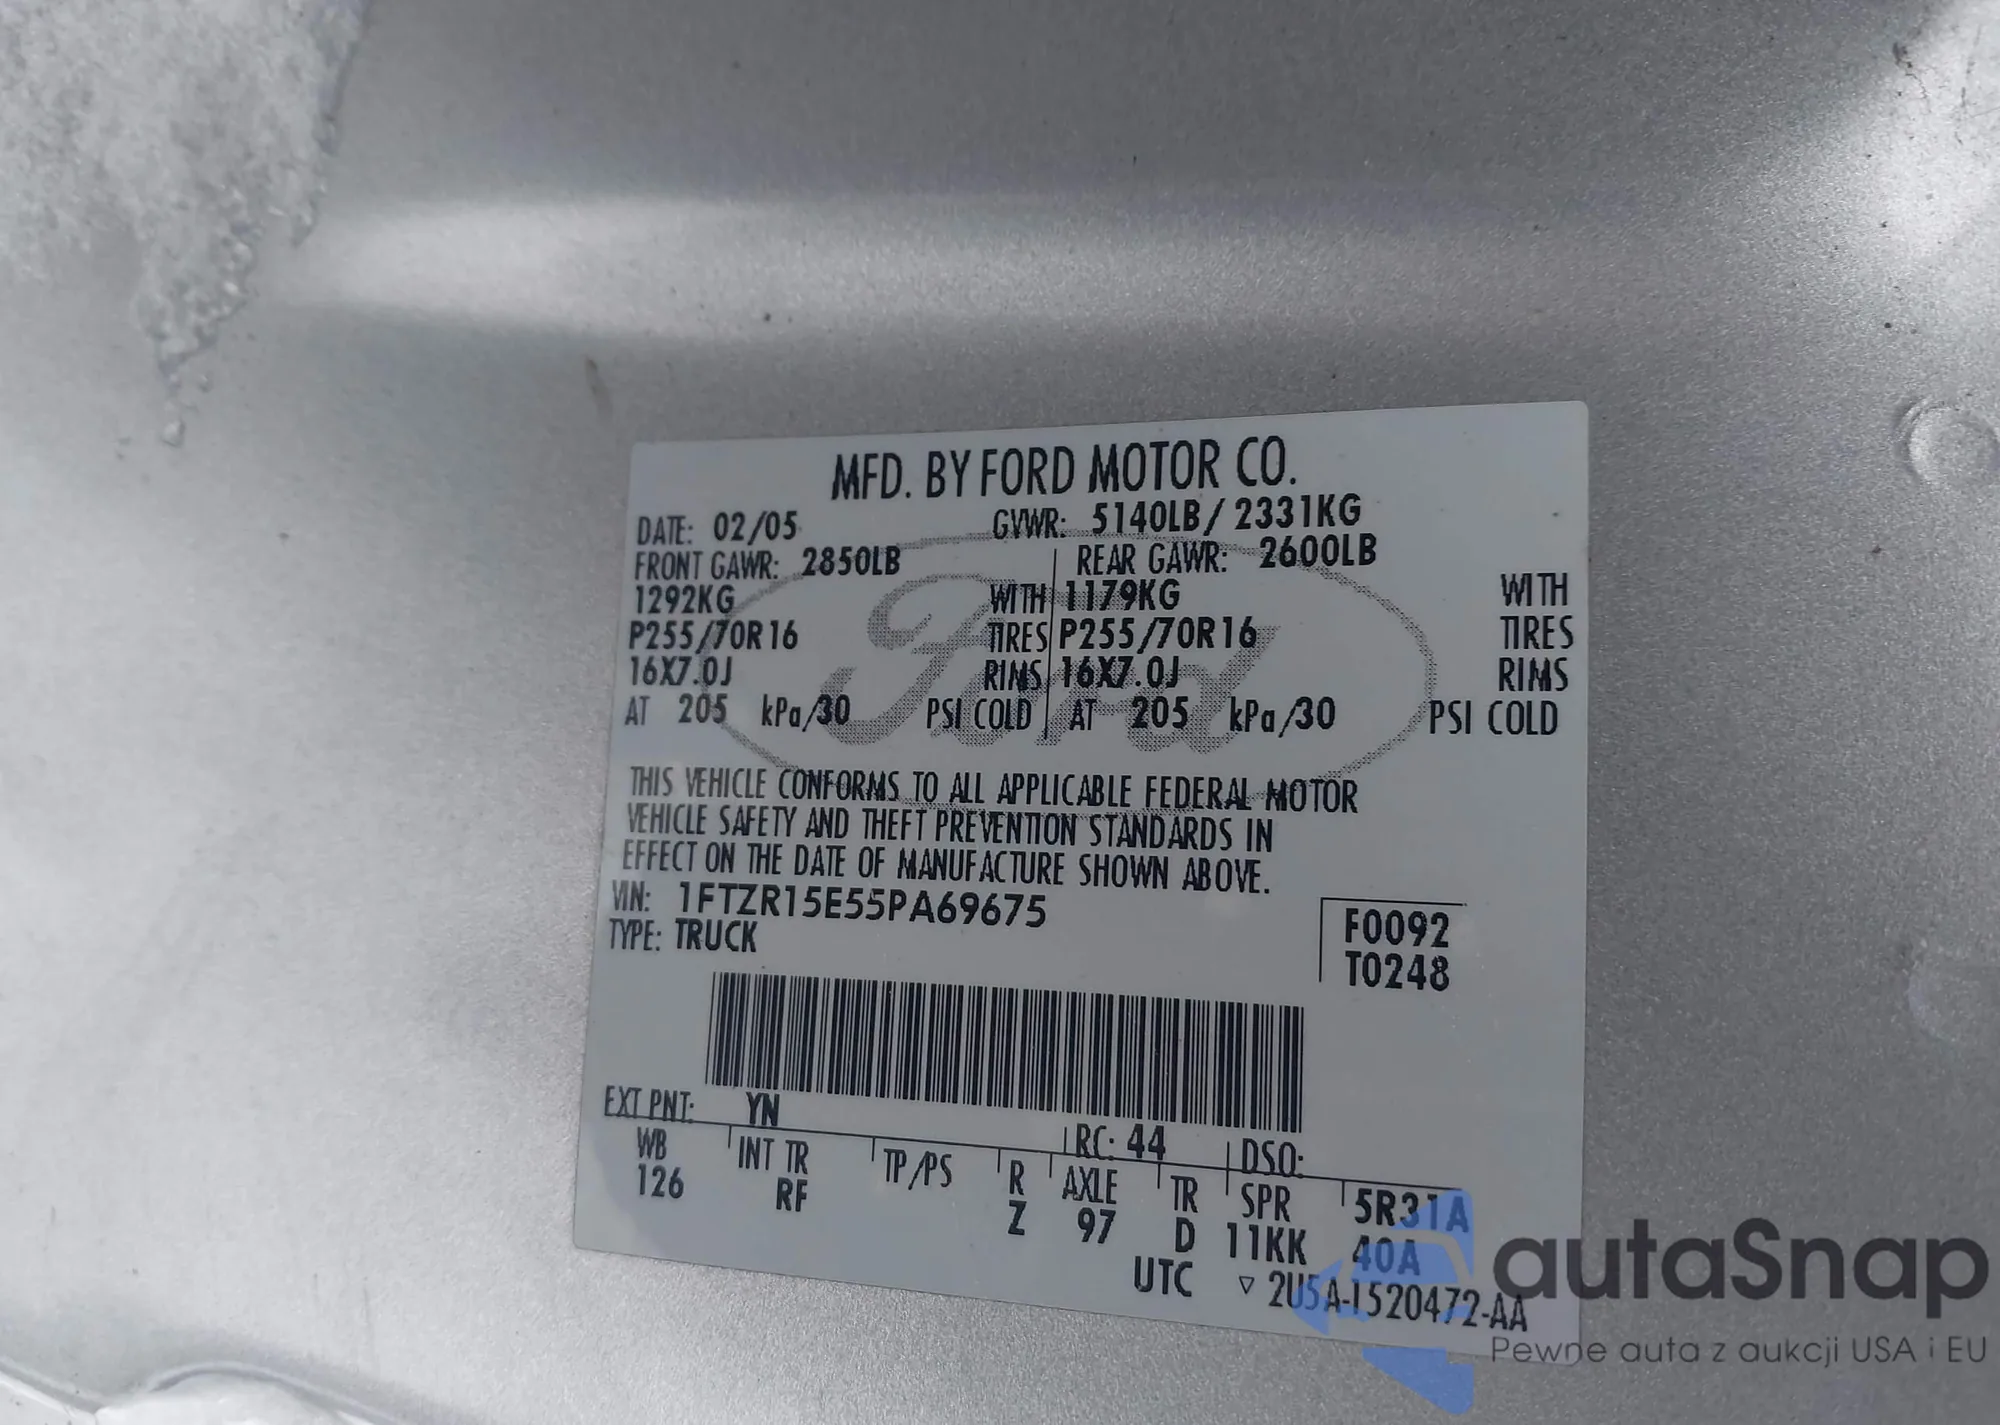 MFD. BY FORD MOTOR CO.
DATE: 02/05 GVWR: 5140LB/2331KG
FRONT GAWR: 2850LB REAR GAWR: 2600LB
1292KG WITH 1179KG WITH
P255/70R16 TIRES P255/70R16 TIRES
16X7.0J RIMS 16X7.0J RIMS
AT 205 kPa/30 PSI COLD AT 205 kPa/30 PSI COLD
Ford
THIS VEHICLE CONFORMS TO ALL APPLICABLE FEDERAL MOTOR
VEHICLE SAFETY AND THEFT PREVENTION STANDARDS IN
EFFECT ON THE DATE OF MANUFACTURE SHOWN ABOVE.
VIN: 1FTZR15E55PA69675
TYPE: TRUCK
F0092
T0248
EXT PNT: YN RC: 44 DSO:
WB INT TR TP/PS R AXLE TR SPR 5R31A
126 RF Z 97 D 11KK 40A
UTC ▽ 2U5A-1520472-AA
autaSnap
Pewne auta z aukcji USA i EU